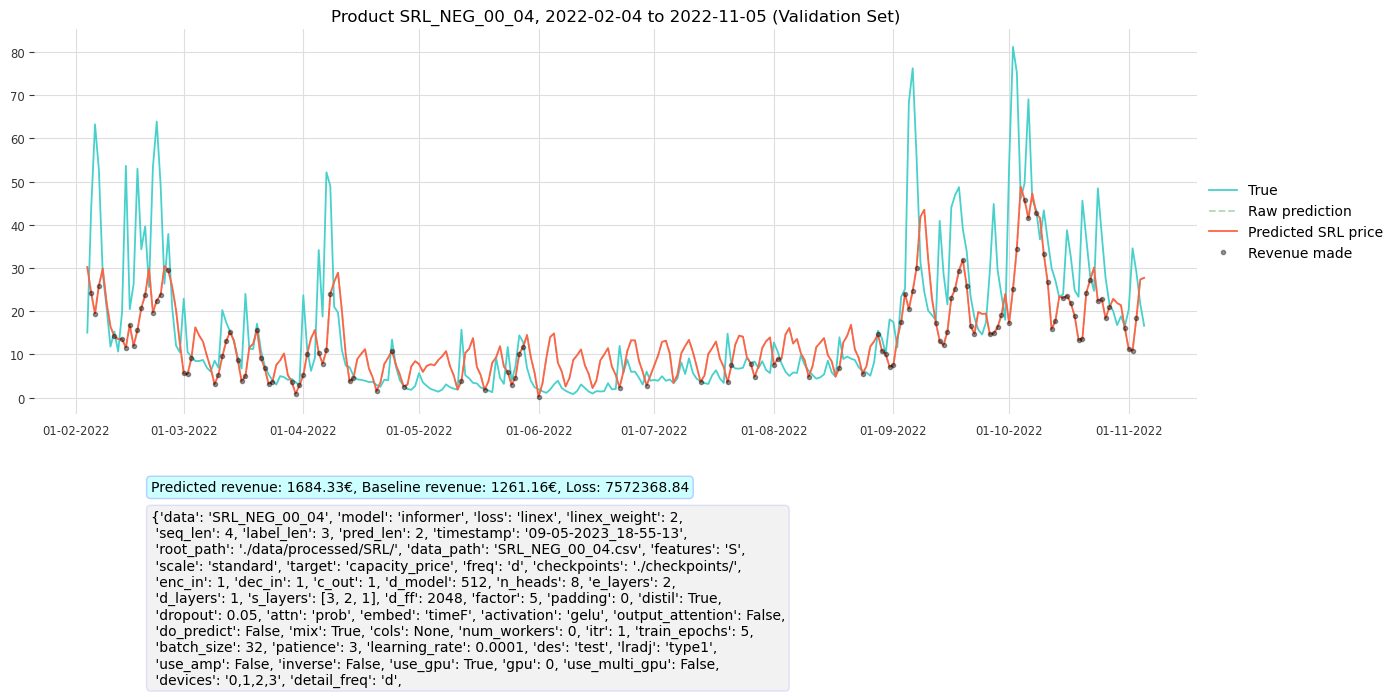 Product SRL_NEG_00_04, 2022-02-04 to 2022-11-05 (Validation Set)
80
70
60
50
40
30
20
10
0
01-02-2022 01-03-2022 01-04-2022 01-05-2022 01-06-2022 01-07-2022 01-08-2022 01-09-2022 01-10-2022 01-11-2022
True
Raw prediction
Predicted SRL price
Revenue made
Predicted revenue: 1684.33€, Baseline revenue: 1261.16€, Loss: 7572368.84
{'data': 'SRL_NEG_00_04', 'model': 'informer', 'loss': 'linex', 'linex_weight': 2,
'seq_len': 4, 'label_len': 3, 'pred_len': 2, 'timestamp': '09-05-2023_18-55-13',
'root_path': './data/processed/SRL/', 'data_path': 'SRL_NEG_00_04.csv', 'features': 'S',
'scale': 'standard', 'target': 'capacity_price', 'freq': 'd', 'checkpoints': './checkpoints/',
'enc_in': 1, 'dec_in': 1, 'c_out': 1, 'd_model': 512, 'n_heads': 8, 'e_layers': 2,
'd_layers': 1, 's_layers': [3, 2, 1], 'd_ff': 2048, 'factor': 5, 'padding': 0, 'distil': True,
'dropout': 0.05, 'attn': 'prob', 'embed': 'timeF', 'activation': 'gelu', 'output_attention': False,
'do_predict': False, 'mix': True, 'cols': None, 'num_workers': 0, 'itr': 1, 'train_epochs': 5,
'batch_size': 32, 'patience': 3, 'learning_rate': 0.0001, 'des': 'test', 'lradj': 'type1',
'use_amp': False, 'inverse': False, 'use_gpu': True, 'gpu': 0, 'use_multi_gpu': False,
'devices': '0,1,2,3', 'detail_freq': 'd',